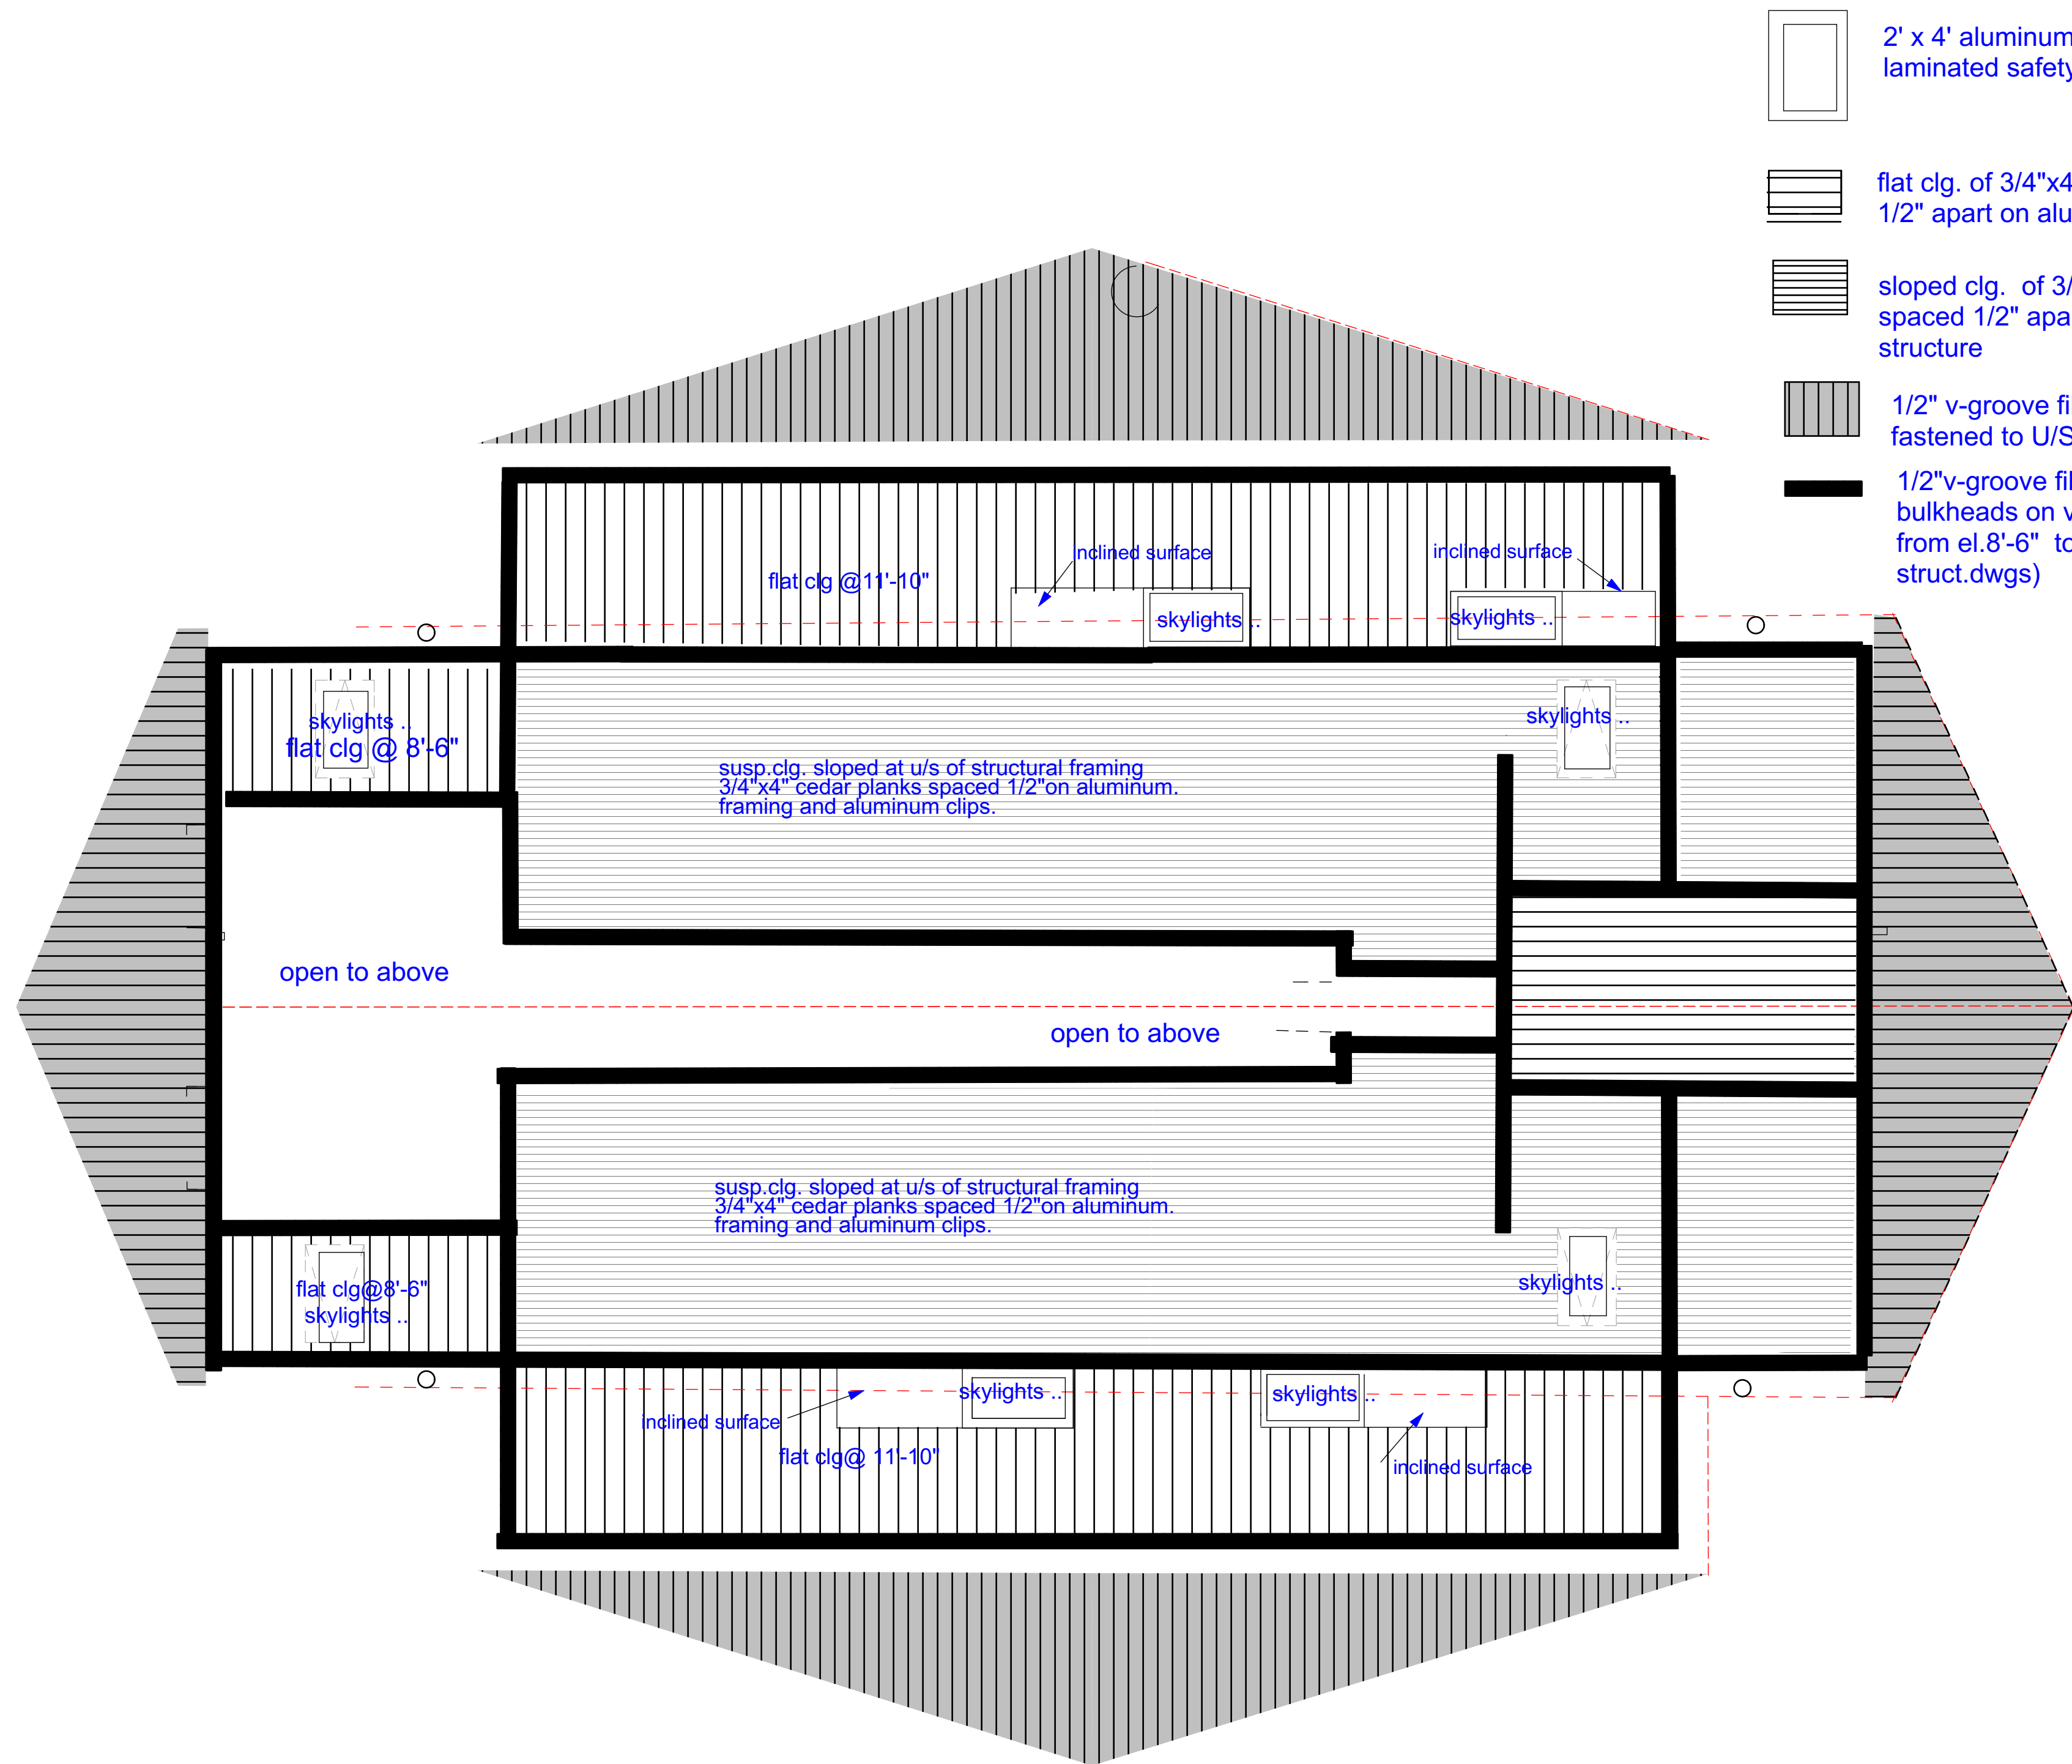 2' x 4' aluminum
laminated safety
flat clg. of 3/4"x4
1/2" apart on alu
sloped clg.  of 3/
spaced 1/2" apa
structure
1/2" v-groove fi
fastened to U/S
1/2"v-groove fil
bulkheads on v
from el.8'-6"  to
struct.dwgs)
inclined surface
inclined surface
flat clg @11'-10"
skylights ..
skylights ..
skylights ..
flat clg @ 8'-6"
skylights ..
susp.clg. sloped at u/s of structural framing
3/4"x4" cedar planks spaced 1/2"on aluminum.
framing and aluminum clips.
open to above
open to above
susp.clg. sloped at u/s of structural framing
3/4"x4" cedar planks spaced 1/2"on aluminum.
framing and aluminum clips.
flat clg@8'-6"
skylights ..
skylights ..
skylights ..
skylights ..
inclined surface
flat clg@ 11'-10"
inclined surface